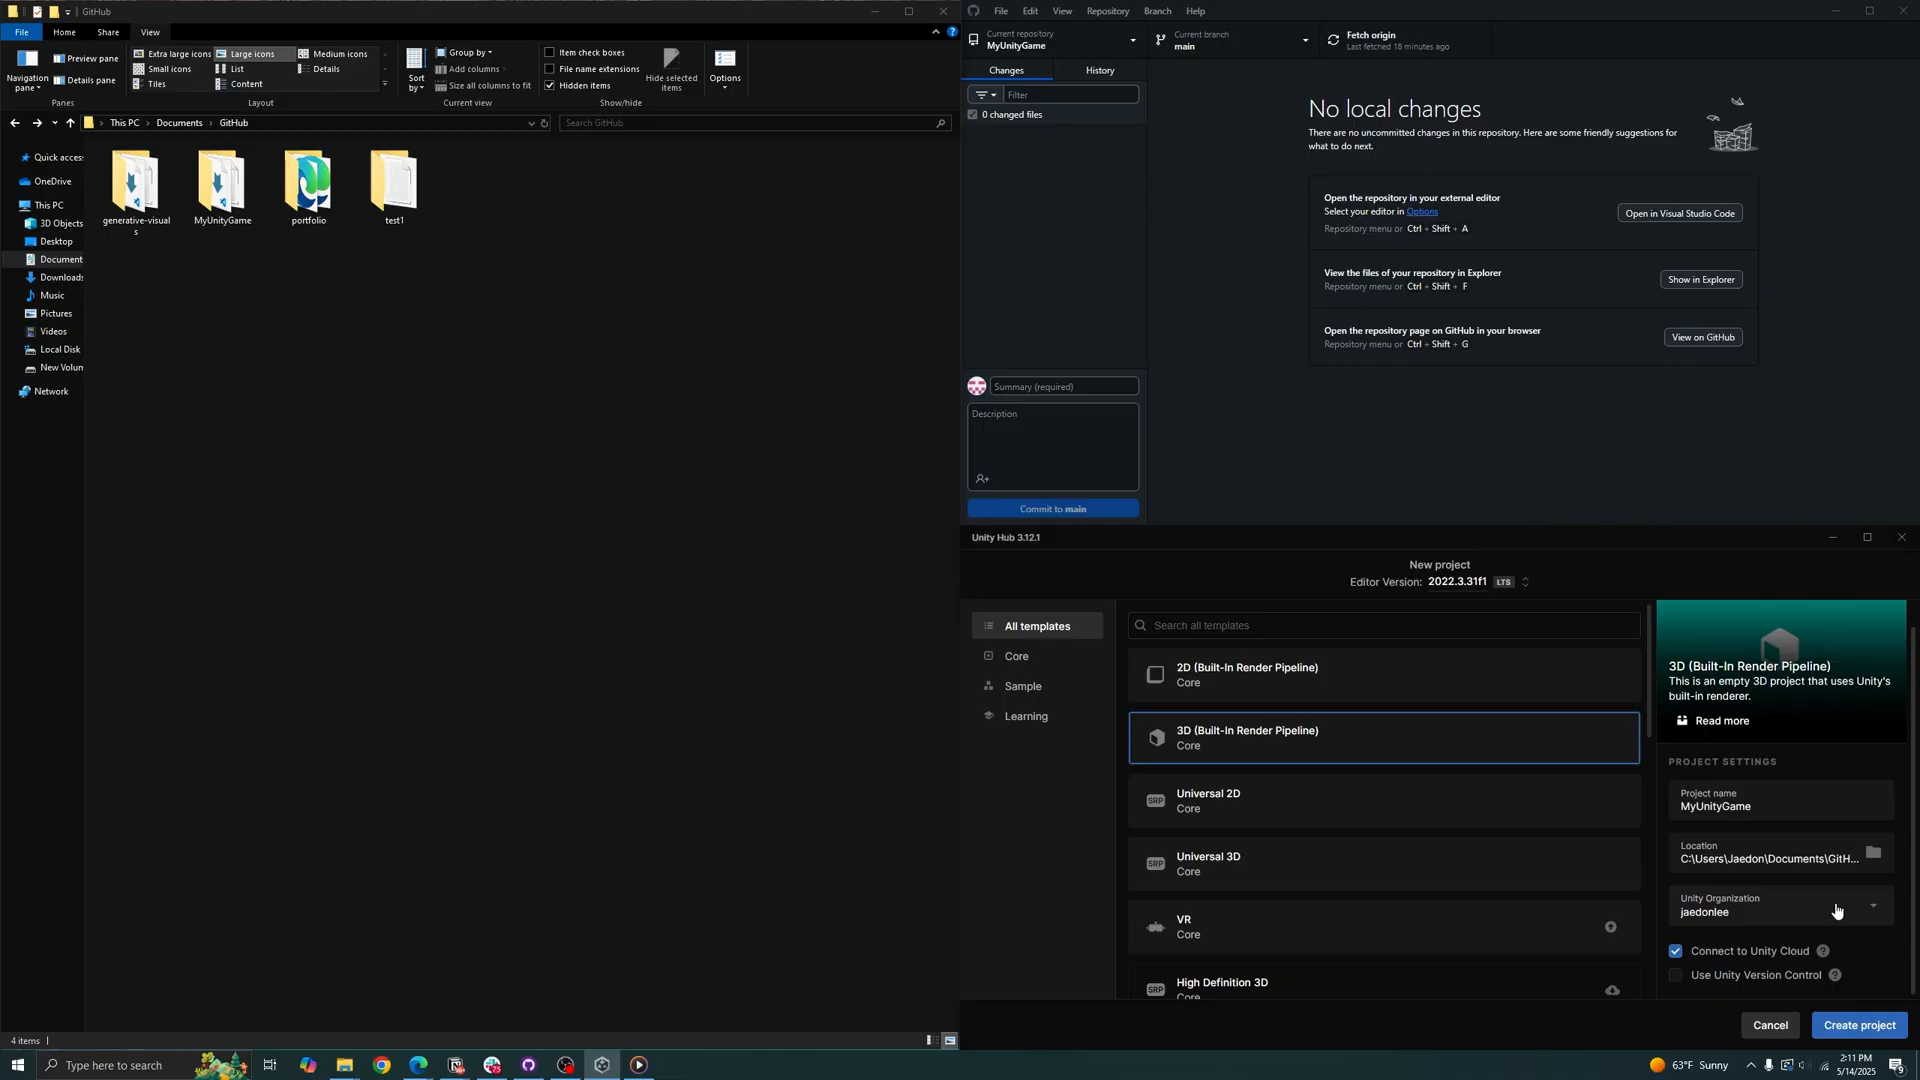 GitHub
File Home Share View
Navigation pane
Preview pane
Details pane
Panes
Extra large icons
Large icons
Medium icons
Small icons
List
Details
Tiles
Content
Layout
Sort by
Group by
Add columns
Size all columns to fit
Current view
Item check boxes
File name extensions
Hidden items
Hide selected items
Show/hide
Options
This PC > Documents > GitHub
Search GitHub
Quick access
OneDrive
This PC
3D Objects
Desktop
Document
Downloads
Music
Pictures
Videos
Local Disk
New Volum
Network
generative-visuals
MyUnityGame
portfolio
test1
4 items
File Edit View Repository Branch Help
Current repository
MyUnityGame
Current branch
main
Fetch origin
Last fetched 18 minutes ago
Changes
History
Filter
0 changed files
Summary (required)
Description
Commit to main
No local changes
There are no uncommitted changes in this repository. Here are some friendly suggestions for
what to do next.
Open the repository in your external editor
Select your editor in Options
Repository menu or Ctrl + Shift + A
Open in Visual Studio Code
View the files of your repository in Explorer
Repository menu or Ctrl + Shift + F
Show in Explorer
Open the repository page on GitHub in your browser
Repository menu or Ctrl + Shift + G
View on GitHub
Unity Hub 3.12.1
New project
Editor Version: 2022.3.31f1 LTS
All templates
Core
Sample
Learning
Search all templates
2D (Built-In Render Pipeline)
Core
3D (Built-In Render Pipeline)
Core
SRP
Universal 2D
Core
SRP
Universal 3D
Core
VR
Core
SRP
High Definition 3D
Core
3D (Built-In Render Pipeline)
This is an empty 3D project that uses Unity's
built-in renderer.
Read more
PROJECT SETTINGS
Project name
MyUnityGame
Location
C:\Users\Jaedon\Documents\GitH...
Unity Organization
jaedonlee
Connect to Unity Cloud ?
Use Unity Version Control ?
Cancel
Create project
Type here to search
75
63°F Sunny
2:11 PM
5/14/2025
9